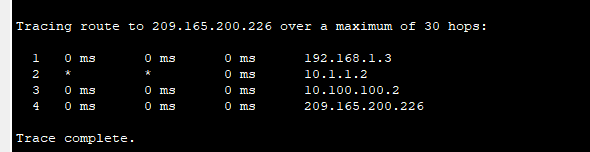 Tracing route to 209.165.200.226 over a maximum of 30 hops:
1 0 ms 0 ms 0 ms 192.168.1.3
2 * * 0 ms 10.1.1.2
3 0 ms 0 ms 0 ms 10.100.100.2
4 0 ms 0 ms 0 ms 209.165.200.226
Trace complete.